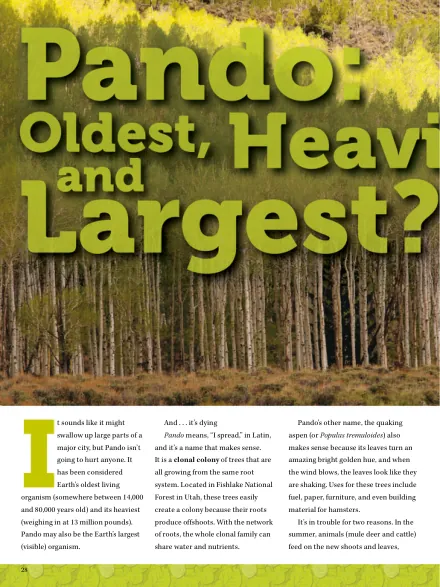 Pando:
Oldest, Heavi
and
Largest?
It sounds like it might
swallow up large parts of a
major city, but Pando isn't
going to hurt anyone. It
has been considered
Earth's oldest living
organism (somewhere between 14,000
and 80,000 years old) and its heaviest
(weighing in at 13 million pounds).
Pando may also be the Earth's largest
(visible) organism.
And . . . it's dying
Pando means, "I spread," in Latin,
and it's a name that makes sense.
It is a clonal colony of trees that are
all growing from the same root
system. Located in Fishlake National
Forest in Utah, these trees easily
create a colony because their roots
produce offshoots. With the network
of roots, the whole clonal family can
share water and nutrients.
Pando's other name, the quaking
aspen (or Populus tremuloides) also
makes sense because its leaves turn an
amazing bright golden hue, and when
the wind blows, the leaves look like they
are shaking. Uses for these trees include
fuel, paper, furniture, and even building
material for hamsters.
It's in trouble for two reasons. In the
summer, animals (mule deer and cattle)
feed on the new shoots and leaves,
28